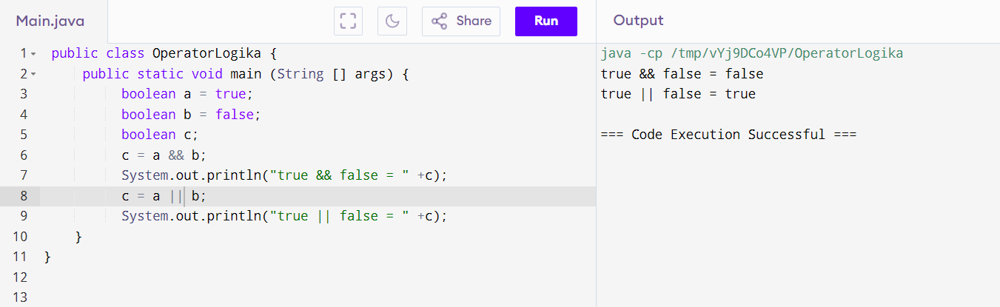 Main.java
Share
Run
Output
1 public class OperatorLogika {
2 public static void main (String [] args) {
3 boolean a = true;
4 boolean b = false;
5 boolean c;
6 c = a && b;
7 System.out.println("true && false = " +c);
8 c = a || b;
9 System.out.println("true || false = " +c);
10 }
11 }
12
13
java -cp /tmp/vYj9DCo4VP/OperatorLogika
true && false = false
true || false = true
=== Code Execution Successful ===